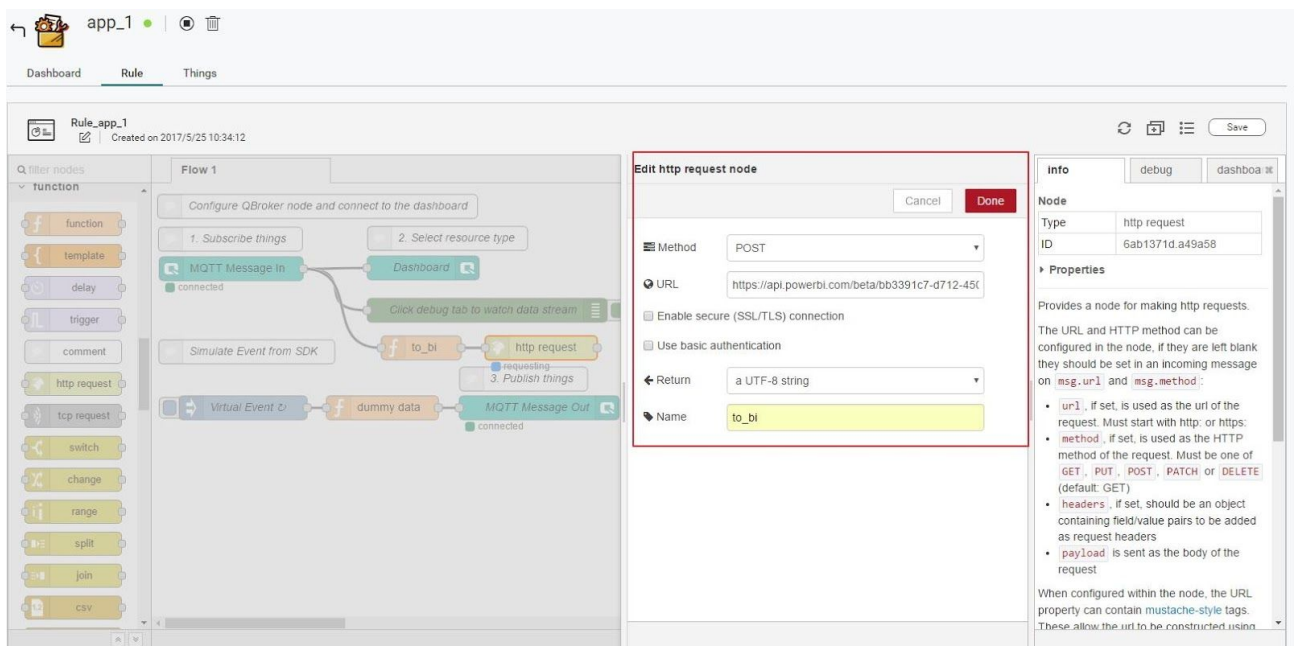 app_1
Dashboard Rule Things
Rule_app_1
Created on 2017/5/25 10:34:12
Save
filter nodes
function
function
template
delay
trigger
comment
http request
tcp request
switch
change
range
split
join
csv
Flow 1
Configure QBroker node and connect to the dashboard
1. Subscribe things
2. Select resource type
MQTT Message In
connected
Dashboard
Click debug tab to watch data stream
Simulate Event from SDK
to_bi
http request
requesting
3. Publish things
Virtual Event ↻
dummy data
MQTT Message Out
connected
Edit http request node
Cancel Done
Method POST
URL https://api.powerbi.com/beta/bb3391c7-d712-450
Enable secure (SSL/TLS) connection
Use basic authentication
Return a UTF-8 string
Name to_bi
info debug dashboa
Node
Type http request
ID 6ab1371d.a49a58
Properties
Provides a node for making http requests.
The URL and HTTP method can be
configured in the node, if they are left blank
they should be set in an incoming message
on msg.url and msg.method:
url, if set, is used as the url of the
request. Must start with http: or https:
method, if set, is used as the HTTP
method of the request. Must be one of
GET, PUT, POST, PATCH or DELETE
(default: GET)
headers, if set, should be an object
containing field/value pairs to be added
as request headers
payload is sent as the body of the
request
When configured within the node, the URL
property can contain mustache-style tags.
These allow the url to be constructed using